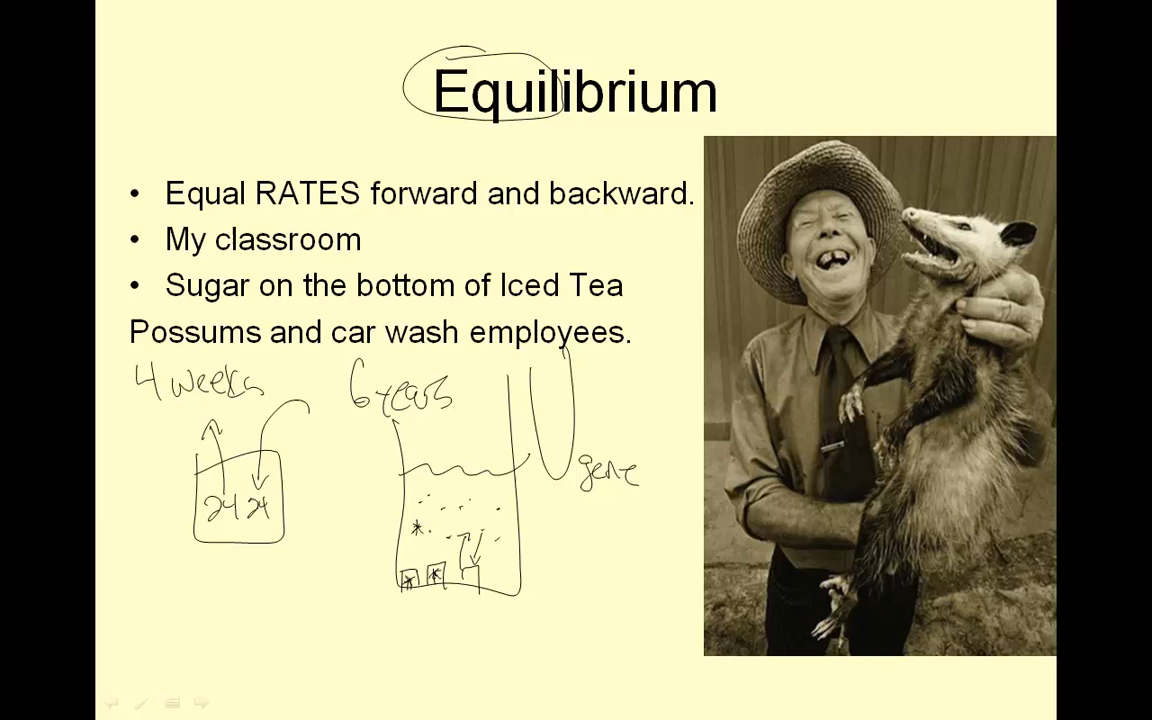 Equilibrium
• Equal RATES forward and backward.
• My classroom
• Sugar on the bottom of Iced Tea
Possums and car wash employees.
4 weeks 6 years
24 24
gene